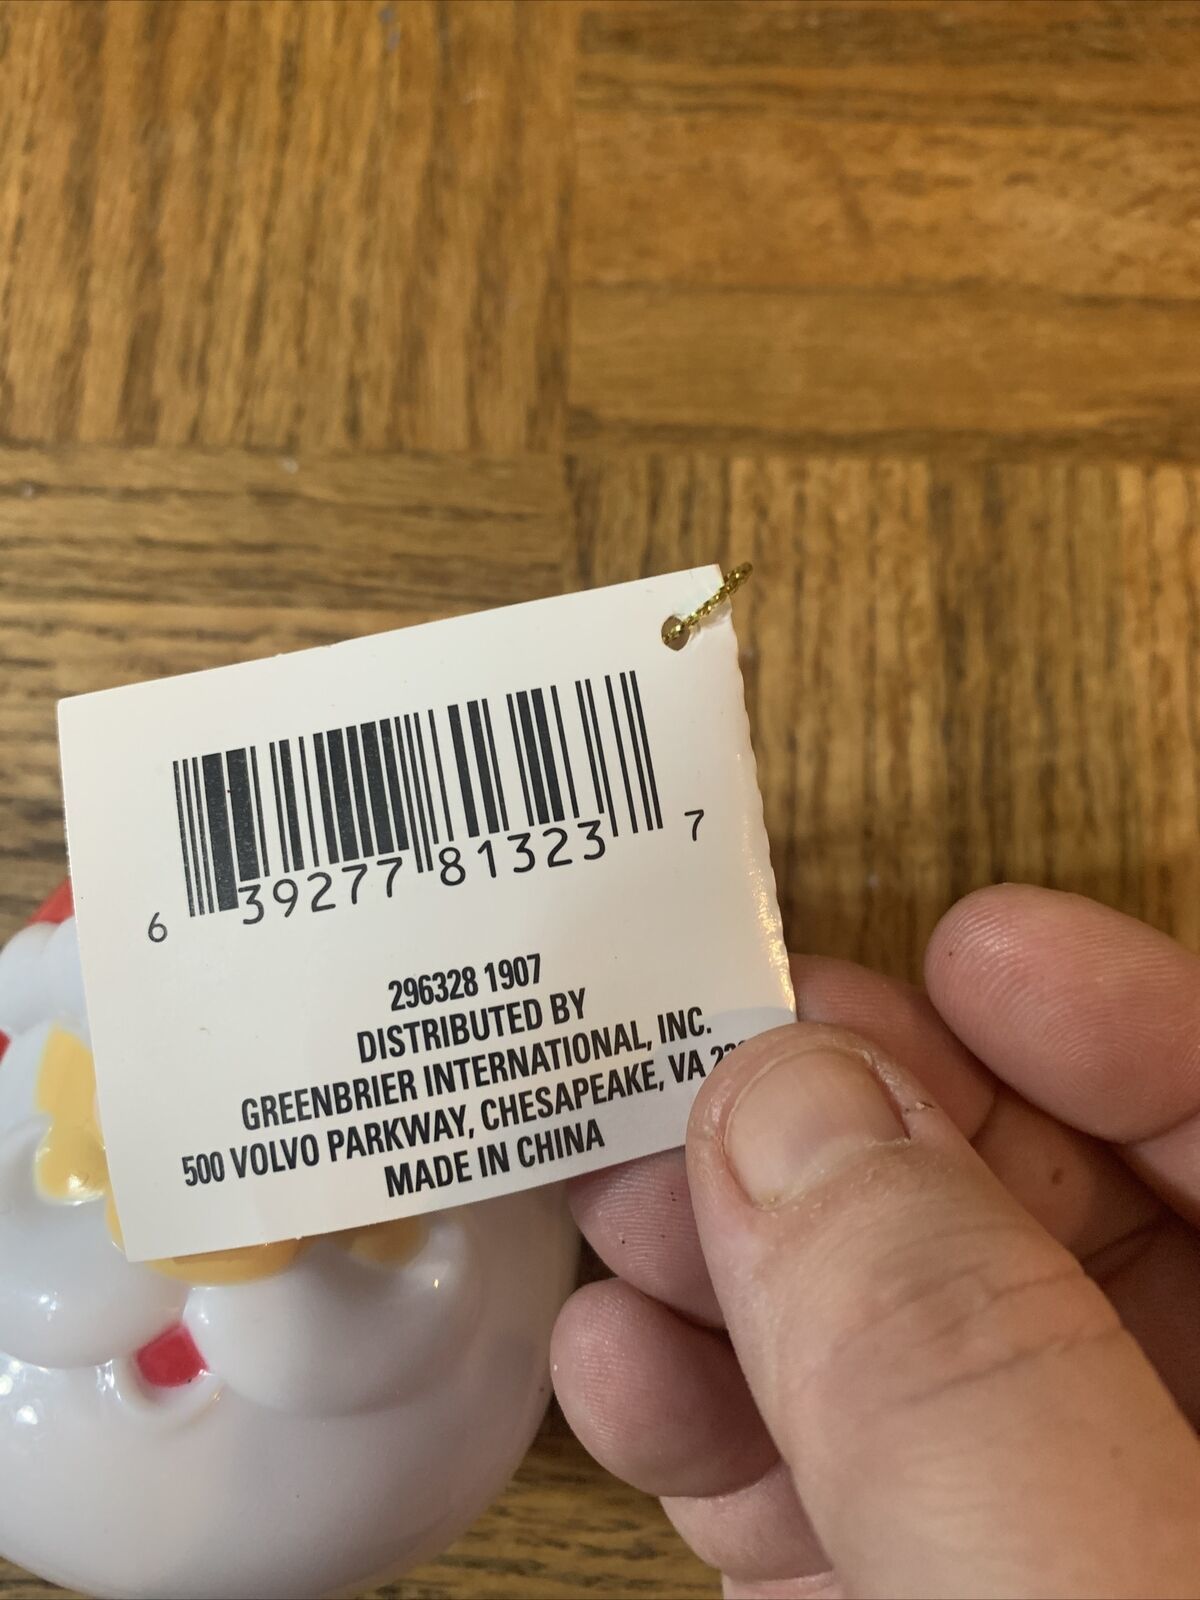 6 39277 81323 7
296328 1907
DISTRIBUTED BY
GREENBRIER INTERNATIONAL, INC.
500 VOLVO PARKWAY, CHESAPEAKE, VA
MADE IN CHINA